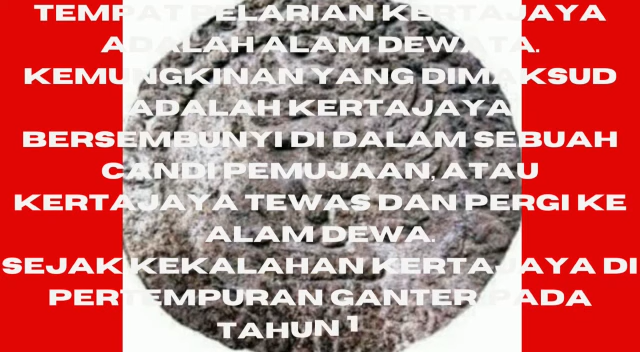 TEMPAT PELARIAN KERTAJAYA
ADALAH ALAM DEWATA.
KEMUNGKINAN YANG DIMAKSUD
ADALAH KERTAJAYA
BERSEMBUNYI DI DALAM SEBUAH
CANDI PEMUJAAN, ATAU
KERTAJAYA TEWAS DAN PERGI KE
ALAM DEWA.
SEJAK KEKALAHAN KERTAJAYA DI
PERTEMPURAN GANTER PADA
TAHUN 1